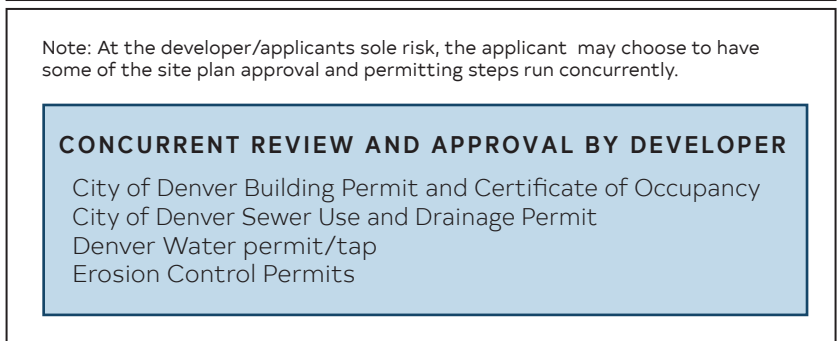 Note: At the developer/applicants sole risk, the applicant may choose to have
some of the site plan approval and permitting steps run concurrently.
CONCURRENT REVIEW AND APPROVAL BY DEVELOPER
City of Denver Building Permit and Certificate of Occupancy
City of Denver Sewer Use and Drainage Permit
Denver Water permit/tap
Erosion Control Permits